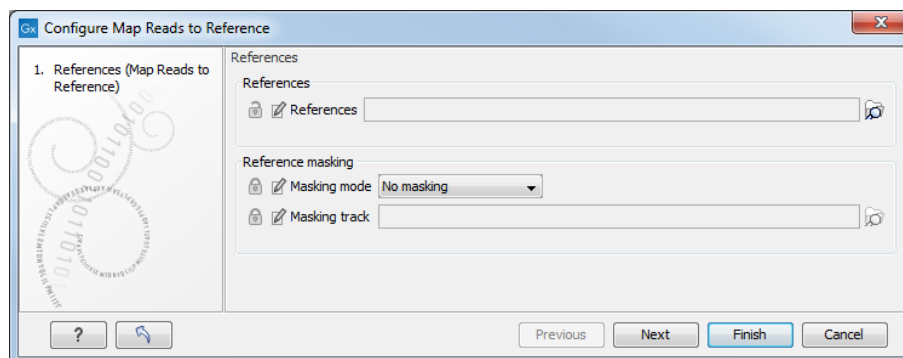 Gx Configure Map Reads to Reference
1. References (Map Reads to
Reference)
References
References
References
Reference masking
Masking mode No masking
Masking track
? Previous Next Finish Cancel